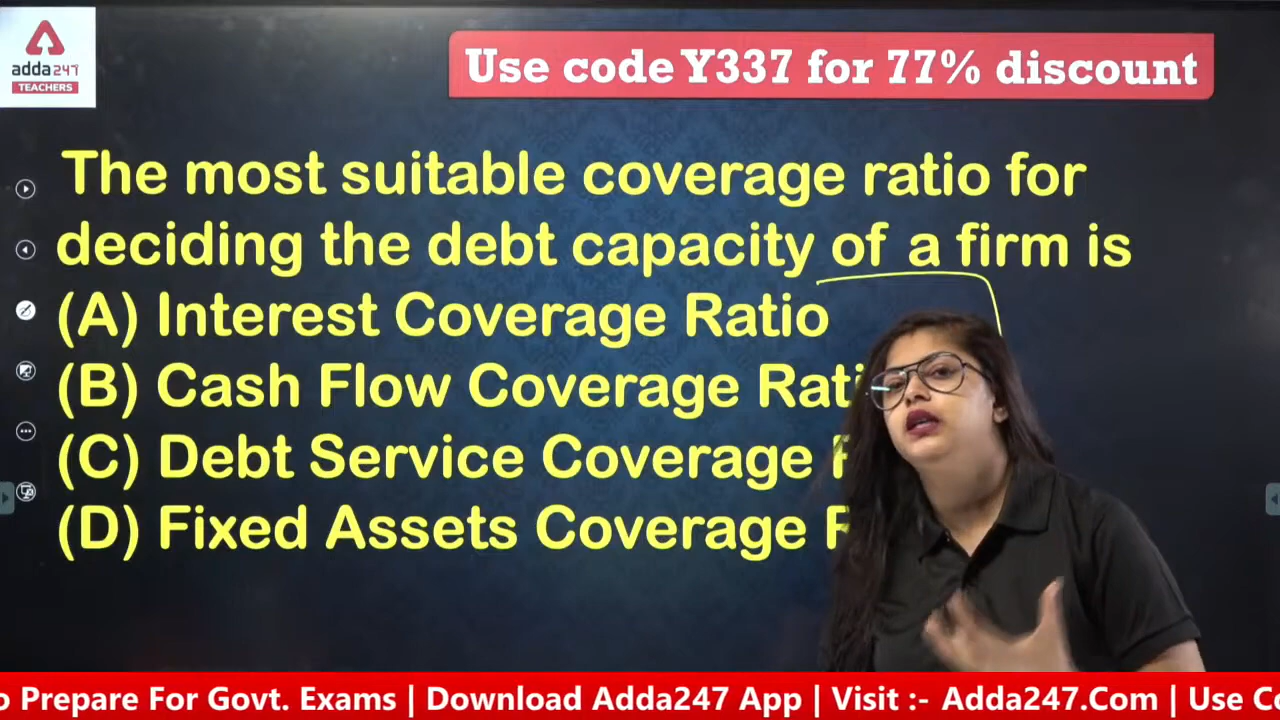 adda247
TEACHERS
Use code Y337 for 77% discount
The most suitable coverage ratio for
deciding the debt capacity of a firm is
(A) Interest Coverage Ratio
(B) Cash Flow Coverage Rati
(C) Debt Service Coverage
(D) Fixed Assets Coverage R
o Prepare For Govt. Exams | Download Adda247 App | Visit :- Adda247.Com | Use Co